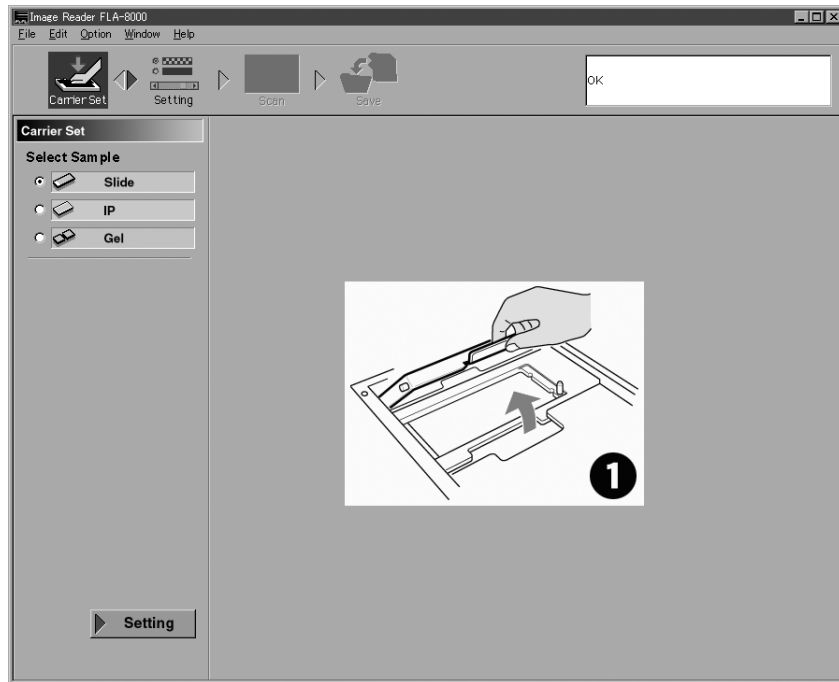 Image Reader FLA-8000
File Edit Option Window Help
Carrier Set
Setting
Scan
Save
OK
Carrier Set
Select Sample
Slide
IP
Gel
1
Setting